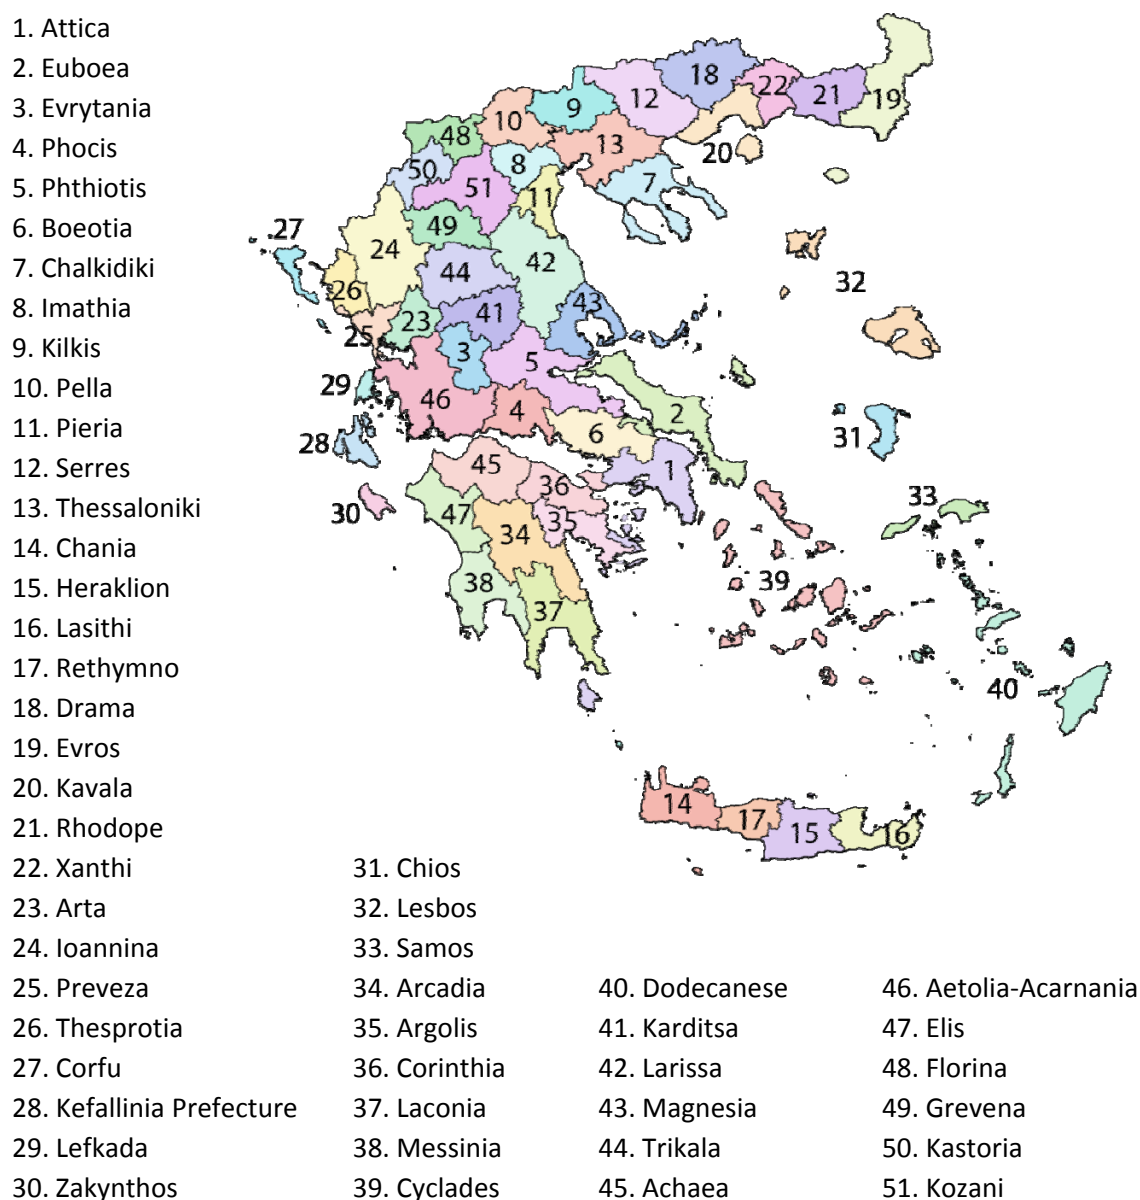 1. Attica
2. Euboea
3. Evrytania
4. Phocis
5. Phthiotis
6. Boeotia
7. Chalkidiki
8. Imathia
9. Kilkis
10. Pella
11. Pieria
12. Serres
13. Thessaloniki
14. Chania
15. Heraklion
16. Lasithi
17. Rethymno
18. Drama
19. Evros
20. Kavala
21. Rhodope
22. Xanthi
23. Arta
24. Ioannina
25. Preveza
26. Thesprotia
27. Corfu
28. Kefallinia Prefecture
29. Lefkada
30. Zakynthos
31. Chios
32. Lesbos
33. Samos
34. Arcadia
35. Argolis
36. Corinthia
37. Laconia
38. Messinia
39. Cyclades
40. Dodecanese
41. Karditsa
42. Larissa
43. Magnesia
44. Trikala
45. Achaea
46. Aetolia-Acarnania
47. Elis
48. Florina
49. Grevena
50. Kastoria
51. Kozani
18
22
21
19
12
9
10
13
20
48
8
50
51
7
11
27
49
24
42
44
26
32
43
41
23
25
3
5
29
46
4
2
6
31
28
45
1
36
33
30
47
35
34
38
39
37
40
14
17
15
16